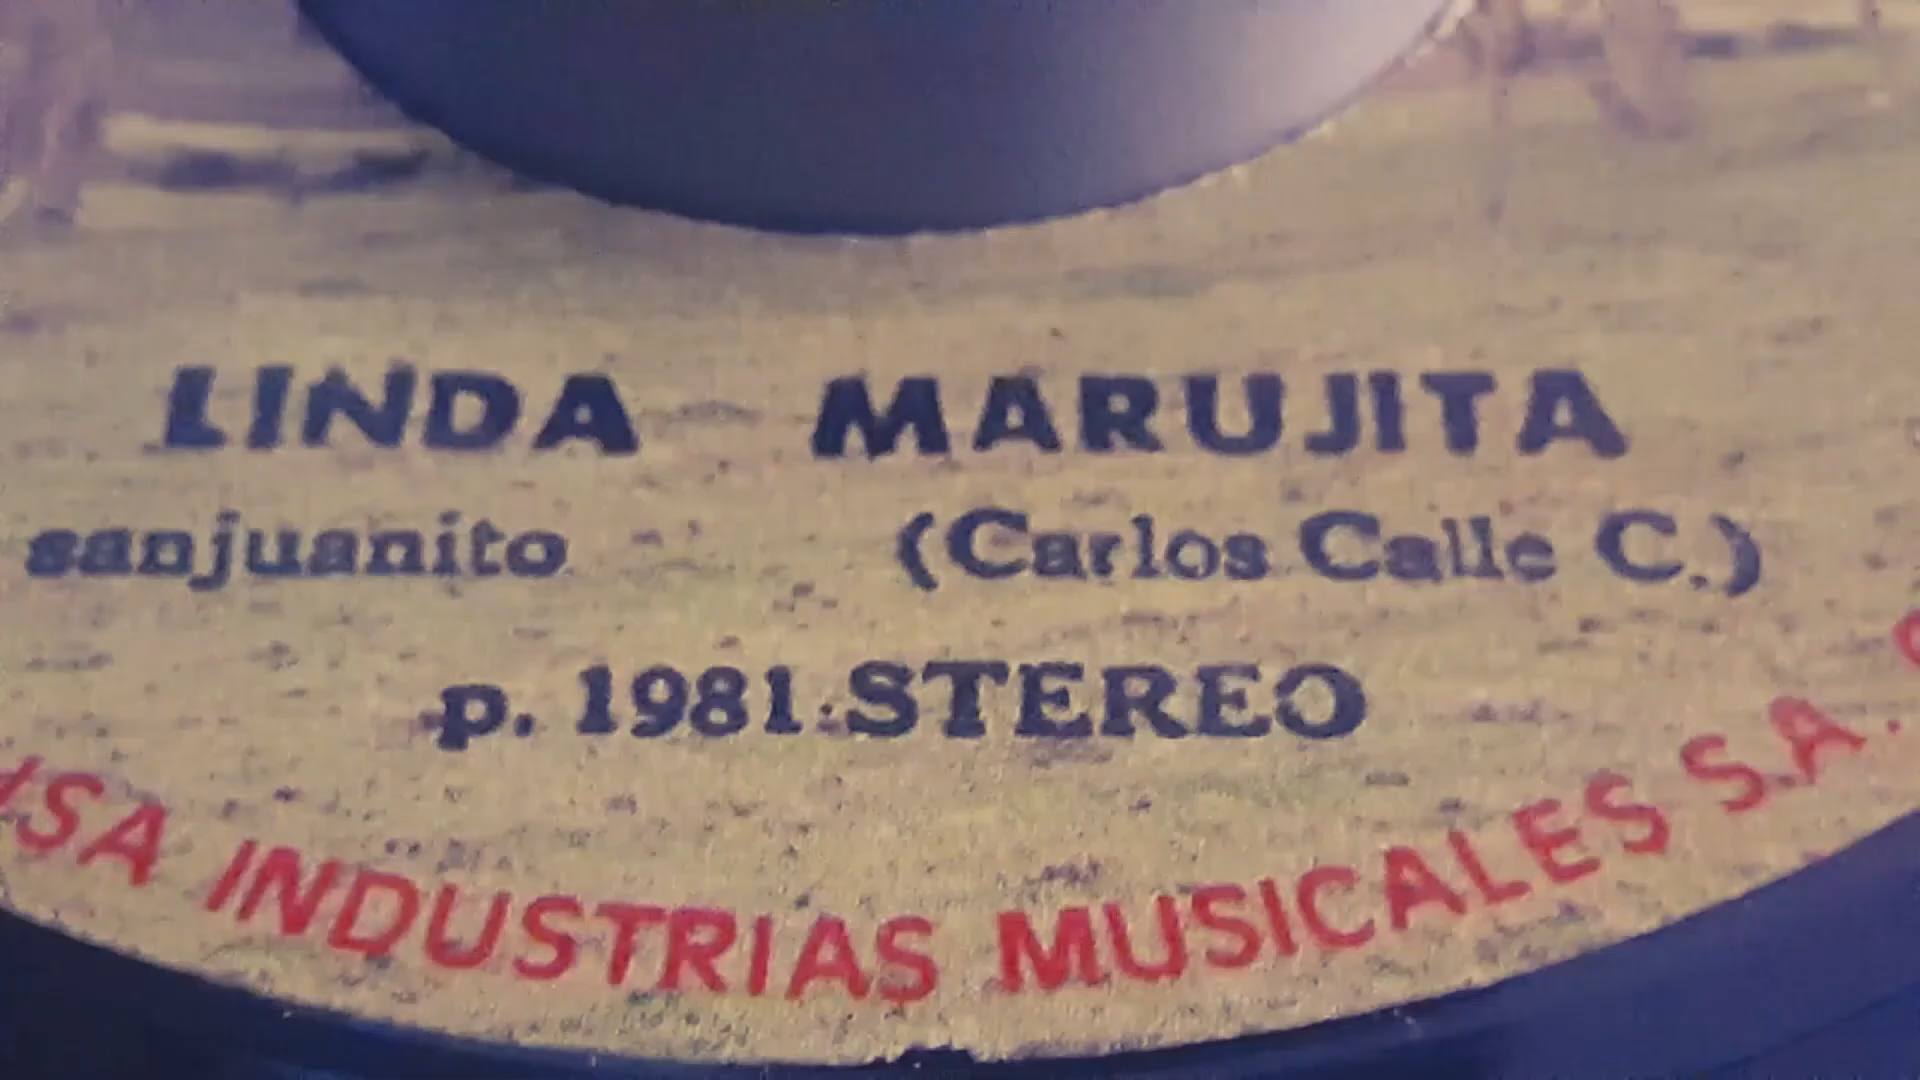 LINDA MARUJITA
sanjuanito (Carlos Calle C.)
p. 1981 STEREO
INDUSTRIAS MUSICALES S.A.